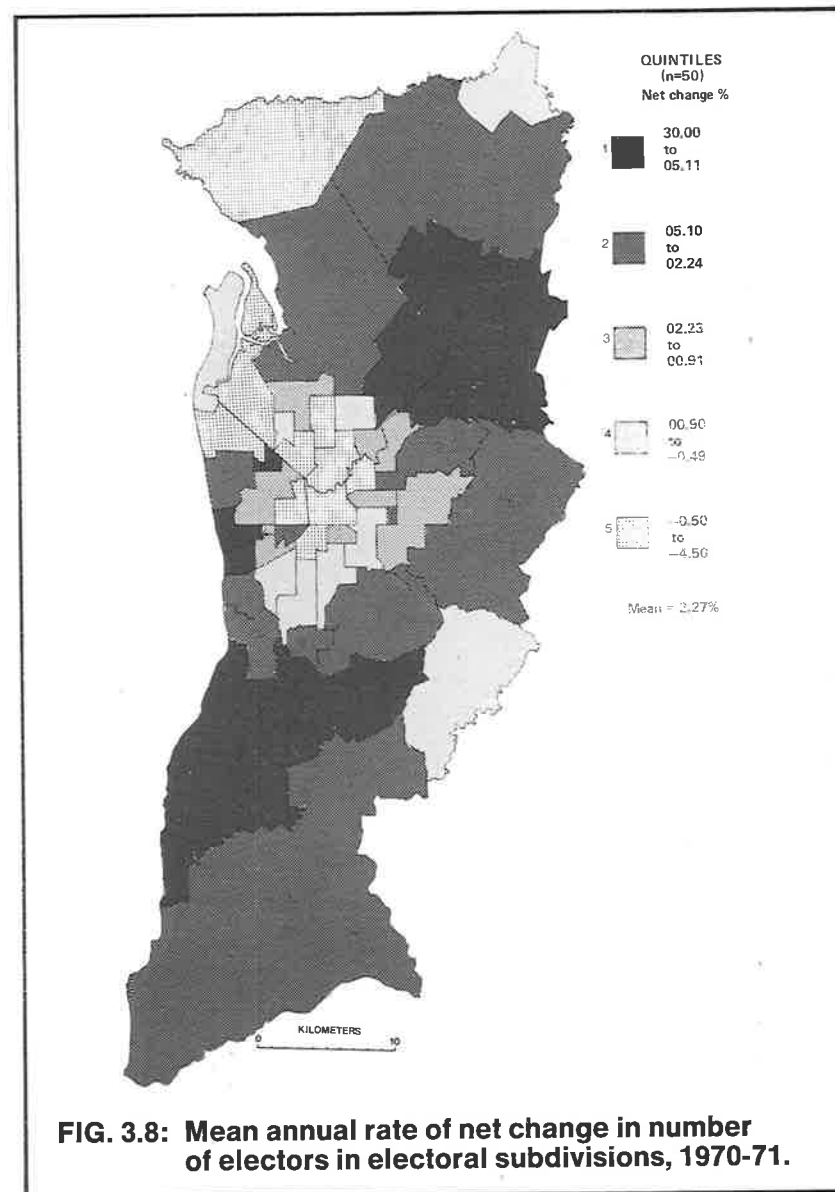 QUINTILES
(n=50)
Net change %
1
30.00
to
05.11
2
05.10
to
02.24
3
02.23
to
00.91
4
00.90
to
-0.49
5
-0.50
to
-4.50
Mean = 2.27%
KILOMETERS
0 10
FIG. 3.8: Mean annual rate of net change in number
of electors in electoral subdivisions, 1970-71.